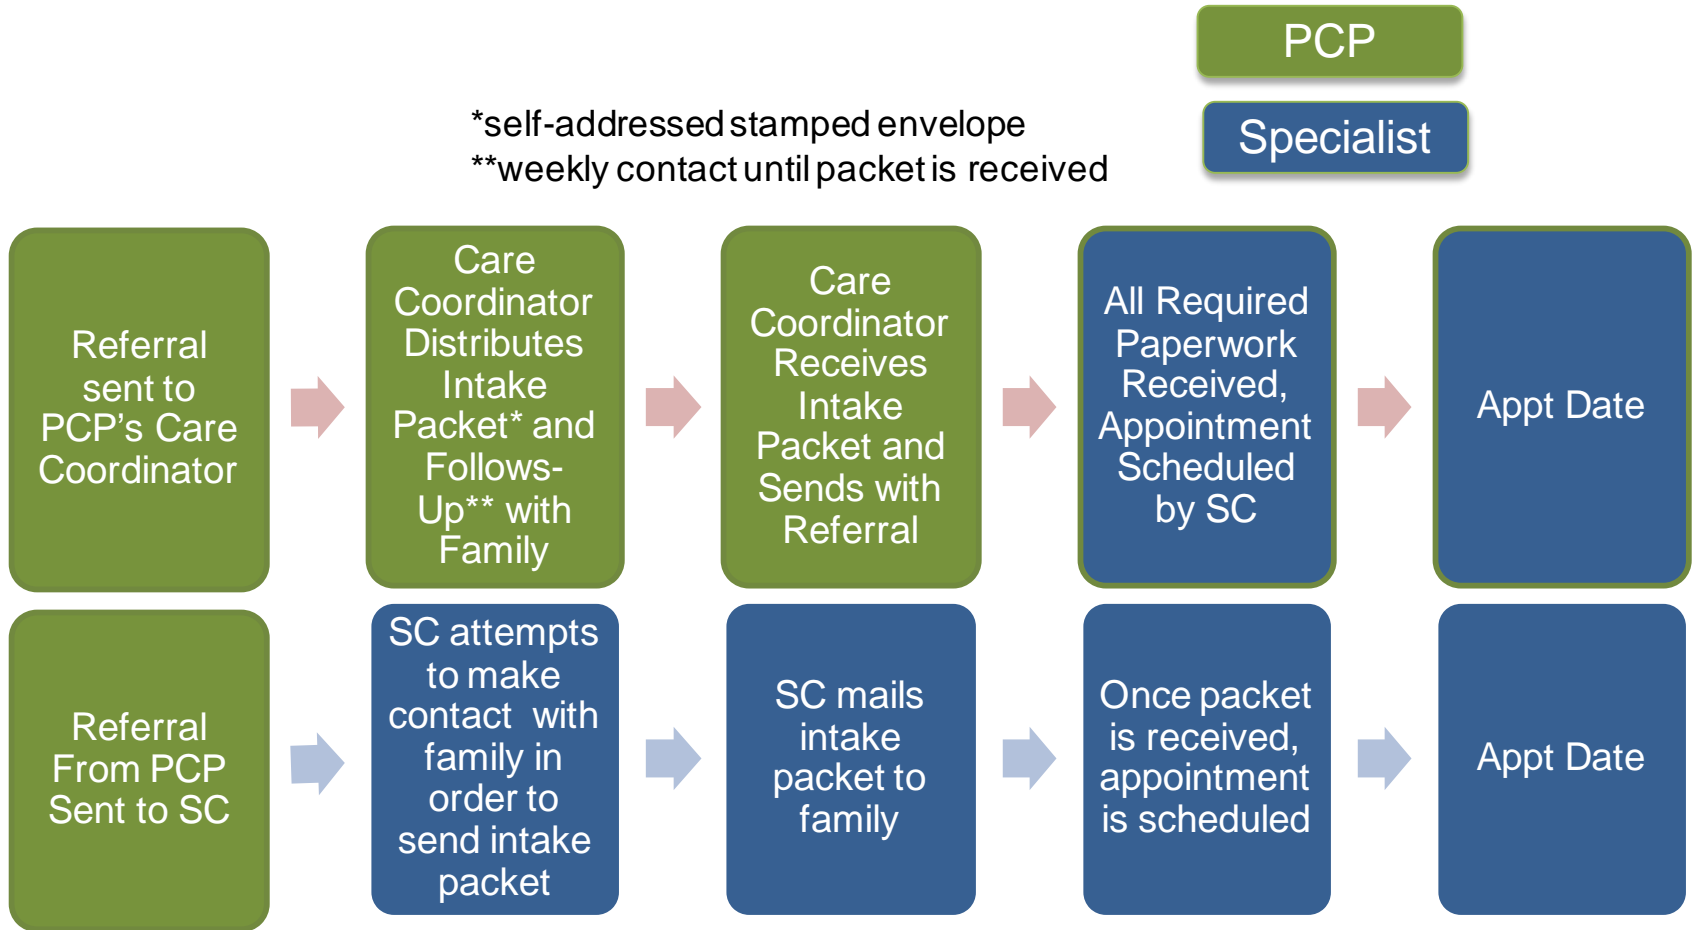 PCP
*self-addressed stamped envelope
**weekly contact until packet is received
Specialist
Referral
sent to
PCP's Care
Coordinator
Care
Coordinator
Distributes
Intake
Packet* and
Follows-
Up** with
Family
Care
Coordinator
Receives
Intake
Packet and
Sends with
Referral
All Required
Paperwork
Received,
Appointment
Scheduled
by SC
Appt Date
Referral
From PCP
Sent to SC
SC attempts
to make
contact with
family in
order to
send intake
packet
SC mails
intake
packet to
family
Once packet
is received,
appointment
is scheduled
Appt Date